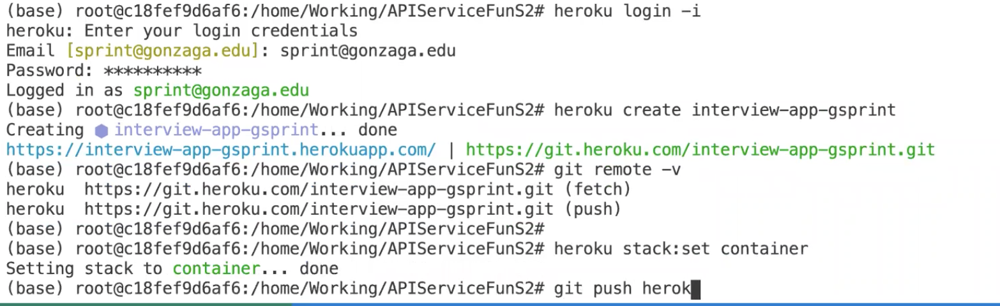 (base) root@c18fef9d6af6:/home/Working/APIServiceFunS2# heroku login -i
heroku: Enter your login credentials
Email [sprint@gonzaga.edu]: sprint@gonzaga.edu
Password: **********
Logged in as sprint@gonzaga.edu
(base) root@c18fef9d6af6:/home/Working/APIServiceFunS2# heroku create interview-app-gsprint
Creating ⬢ interview-app-gsprint... done
https://interview-app-gsprint.herokuapp.com/ | https://git.heroku.com/interview-app-gsprint.git
(base) root@c18fef9d6af6:/home/Working/APIServiceFunS2# git remote -v
heroku  https://git.heroku.com/interview-app-gsprint.git (fetch)
heroku  https://git.heroku.com/interview-app-gsprint.git (push)
(base) root@c18fef9d6af6:/home/Working/APIServiceFunS2#
(base) root@c18fef9d6af6:/home/Working/APIServiceFunS2# heroku stack:set container
Setting stack to container... done
(base) root@c18fef9d6af6:/home/Working/APIServiceFunS2# git push herok